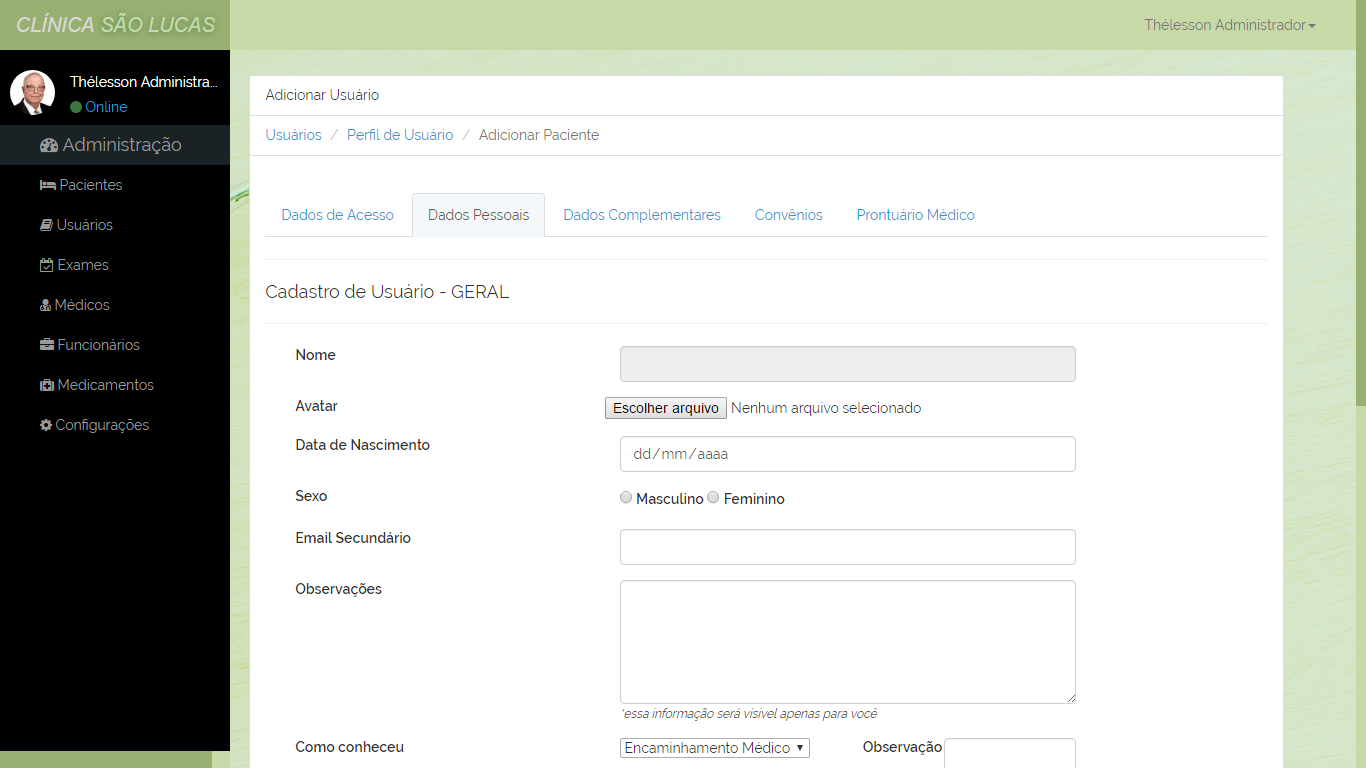 CLÍNICA SÃO LUCAS
Thélesson Administrador
Thélesson Administra...
Online
Administração
Pacientes
Usuários
Exames
Médicos
Funcionários
Medicamentos
Configurações
Adicionar Usuário
Usuários / Perfil de Usuário / Adicionar Paciente
Dados de Acesso Dados Pessoais Dados Complementares Convênios Prontuário Médico
Cadastro de Usuário - GERAL
Nome
Avatar Escolher arquivo Nenhum arquivo selecionado
Data de Nascimento dd/mm/aaaa
Sexo Masculino Feminino
Email Secundário
Observações
*essa informação será visivel apenas para você
Como conheceu Encaminhamento Médico Observação